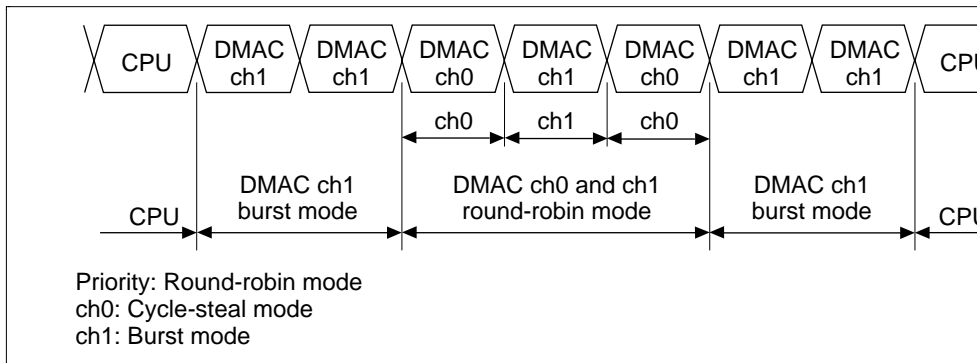 CPU
DMAC ch1
DMAC ch1
DMAC ch0
DMAC ch1
DMAC ch0
DMAC ch1
DMAC ch1
CPU
ch0
ch1
ch0
CPU
DMAC ch1
burst mode
DMAC ch0 and ch1
round-robin mode
DMAC ch1
burst mode
CPU
Priority: Round-robin mode
ch0: Cycle-steal mode
ch1: Burst mode